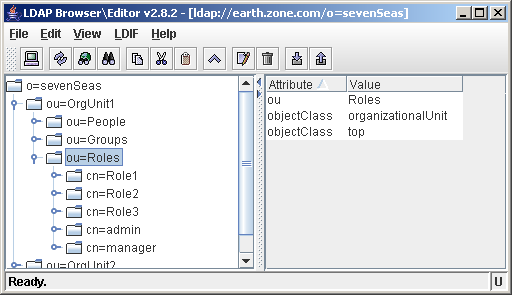 LDAP Browser\Editor v2.8.2 - [ldap://earth.zone.com/o=sevenSeas]
File Edit View LDIF Help
o=sevenSeas
ou=OrgUnit1
ou=People
ou=Groups
ou=Roles
cn=Role1
cn=Role2
cn=Role3
cn=admin
cn=manager
ou=OrgUnit2
Attribute Value
ou Roles
objectClass organizationalUnit
objectClass top
Ready. U